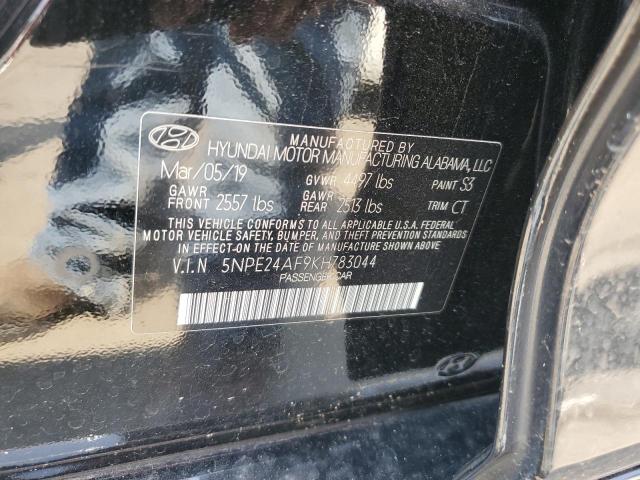 MANUFACTURED BY
HYUNDAI MOTOR MANUFACTURING ALABAMA, LLC
Mar/05/19 GVWR 4497 lbs PAINT S3
GAWR FRONT 2557 lbs GAWR REAR 2513 lbs TRIM CT
THIS VEHICLE CONFORMS TO ALL APPLICABLE U.S.A. FEDERAL
MOTOR VEHICLE SAFETY, BUMPER, AND THEFT PREVENTION
STANDARDS IN EFFECT ON THE DATE OF MANUFACTURE
V.I.N 5NPE24AF9KH783044
PASSENGER CAR